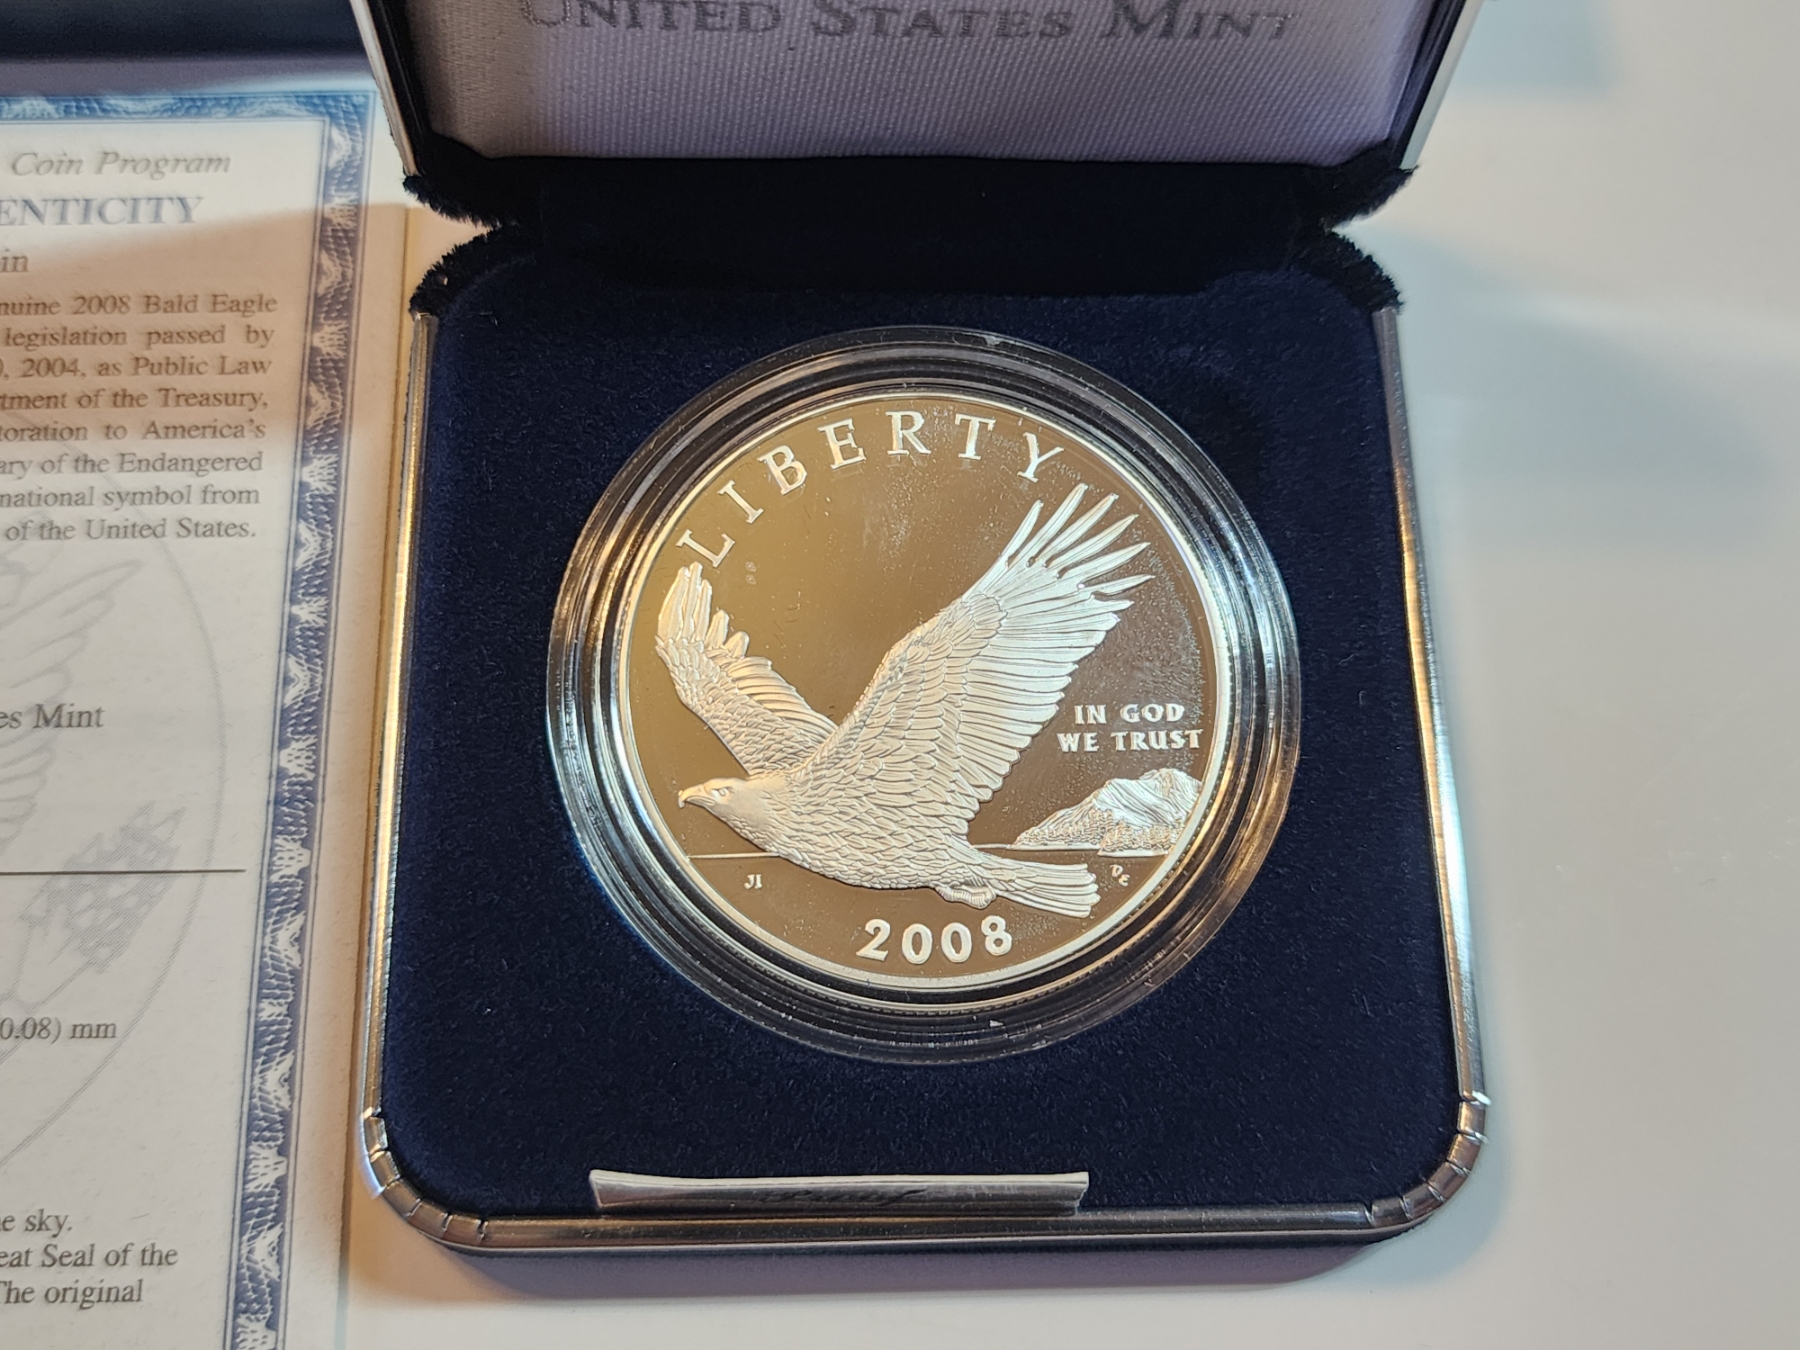 UNITED STATES MINT
Coin Program
ENTICITY
in
nuine 2008 Bald Eagle
legislation passed by
, 2004, as Public Law
tment of the Treasury,
toration to America's
ary of the Endangered
national symbol from
of the United States.
es Mint
0.08) mm
e sky.
eat Seal of the
The original
LIBERTY
IN GOD
WE TRUST
JI
DE
2008